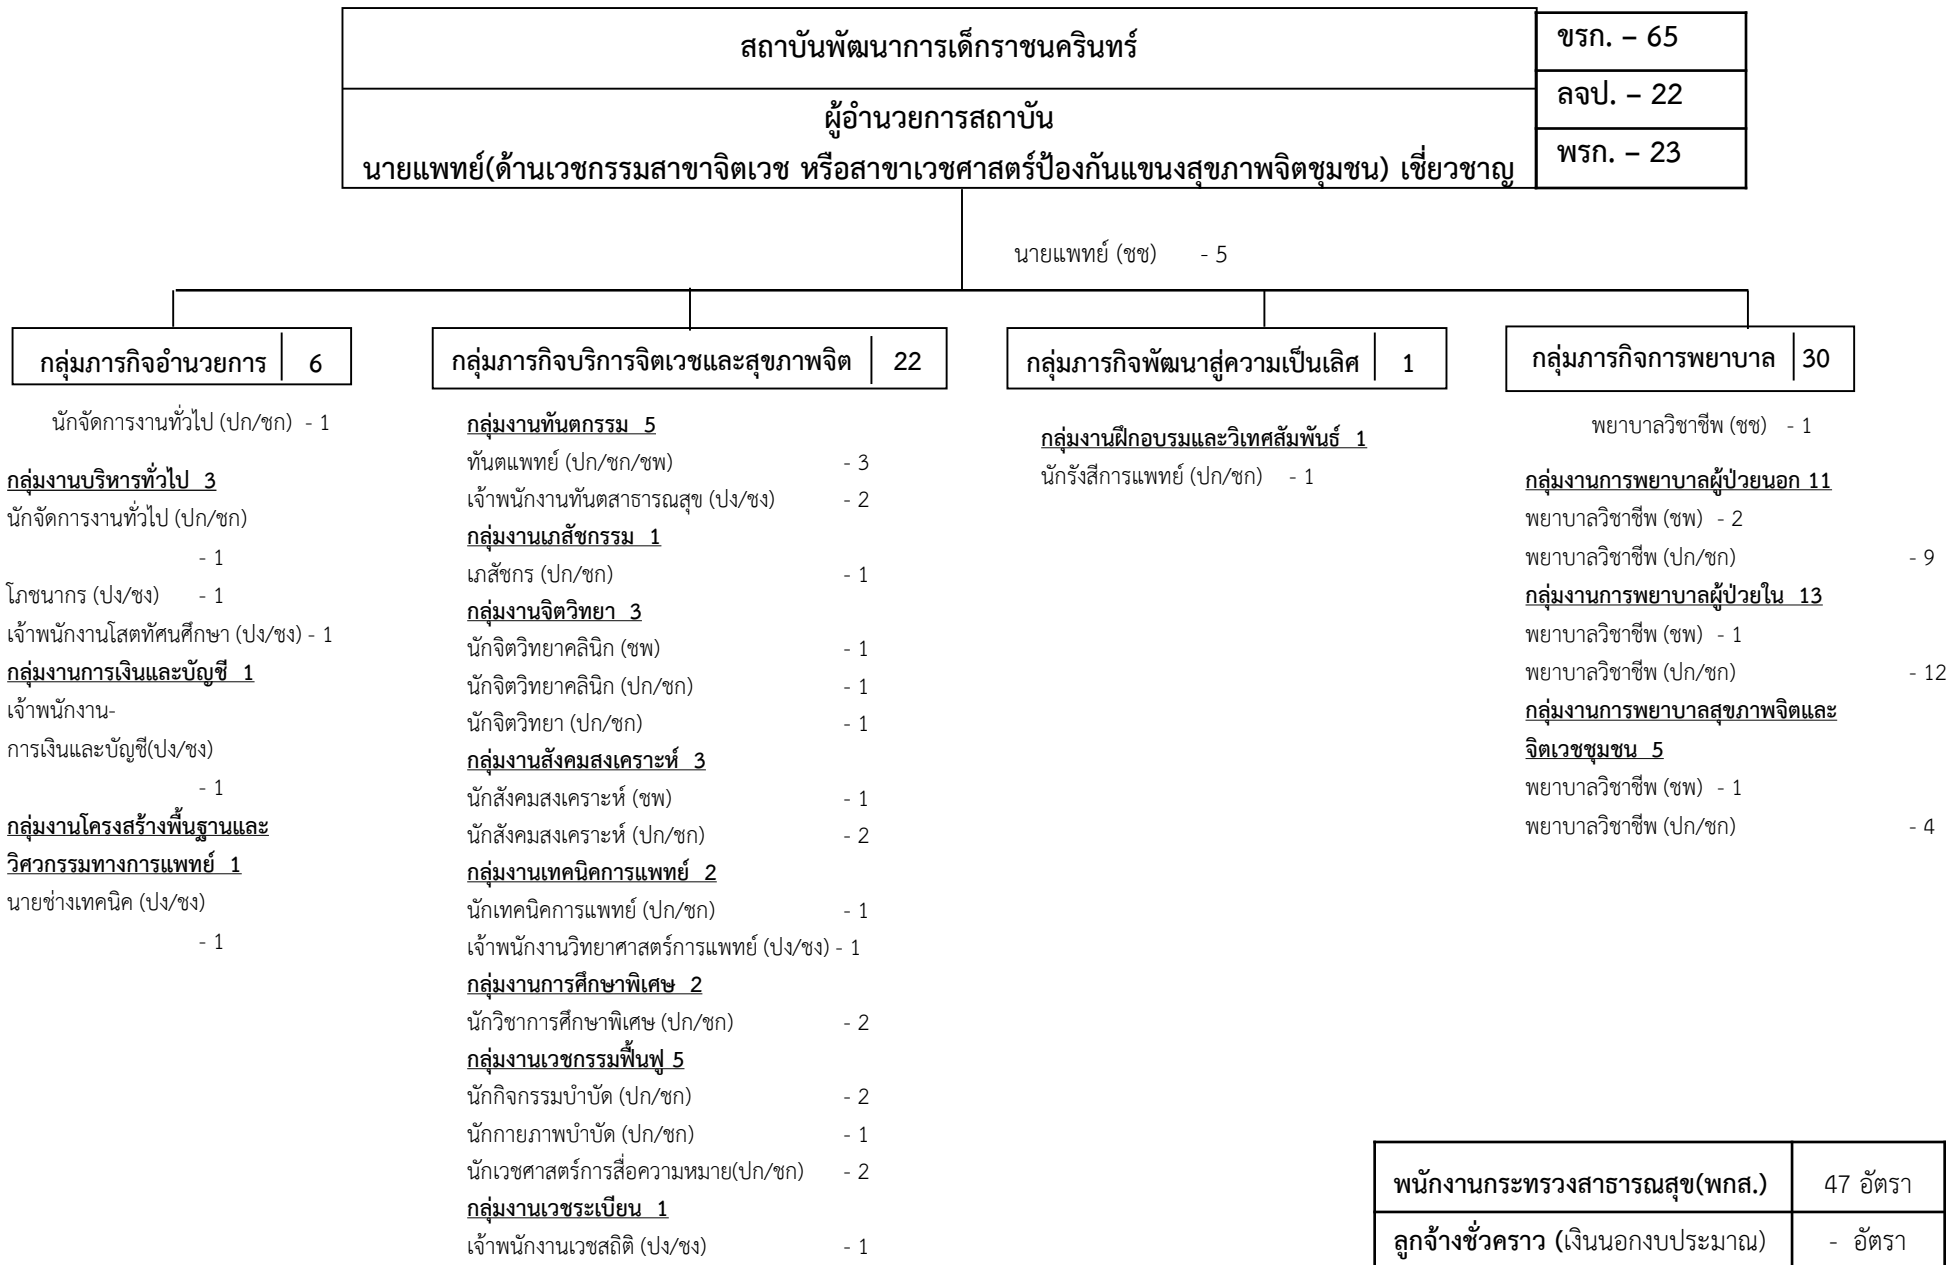 สถาบันพัฒนาการเด็กราชนครินทร์
ผู้อำนวยการสถาบัน
นายแพทย์(ด้านเวชกรรมสาขาจิตเวช หรือสาขาเวชศาสตร์ป้องกันแขนงสุขภาพจิตชุมชน) เชี่ยวชาญ
ขรก. – 65
ลจป. – 22
พรก. – 23
นายแพทย์ (ชช) - 5
กลุ่มภารกิจอำนวยการ 6
นักจัดการงานทั่วไป (ปก/ชก) - 1
กลุ่มงานบริหารทั่วไป 3
นักจัดการงานทั่วไป (ปก/ชก)
- 1
โภชนากร (ปง/ชง) - 1
เจ้าพนักงานโสตทัศนศึกษา (ปง/ชง) - 1
กลุ่มงานการเงินและบัญชี 1
เจ้าพนักงาน-
การเงินและบัญชี(ปง/ชง)
- 1
กลุ่มงานโครงสร้างพื้นฐานและ
วิศวกรรมทางการแพทย์ 1
นายช่างเทคนิค (ปง/ชง)
- 1
กลุ่มภารกิจบริการจิตเวชและสุขภาพจิต 22
กลุ่มงานทันตกรรม 5
ทันตแพทย์ (ปก/ชก/ชพ) - 3
เจ้าพนักงานทันตสาธารณสุข (ปง/ชง) - 2
กลุ่มงานเภสัชกรรม 1
เภสัชกร (ปก/ชก) - 1
กลุ่มงานจิตวิทยา 3
นักจิตวิทยาคลินิก (ชพ) - 1
นักจิตวิทยาคลินิก (ปก/ชก) - 1
นักจิตวิทยา (ปก/ชก) - 1
กลุ่มงานสังคมสงเคราะห์ 3
นักสังคมสงเคราะห์ (ชพ) - 1
นักสังคมสงเคราะห์ (ปก/ชก) - 2
กลุ่มงานเทคนิคการแพทย์ 2
นักเทคนิคการแพทย์ (ปก/ชก) - 1
เจ้าพนักงานวิทยาศาสตร์การแพทย์ (ปง/ชง) - 1
กลุ่มงานการศึกษาพิเศษ 2
นักวิชาการศึกษาพิเศษ (ปก/ชก) - 2
กลุ่มงานเวชกรรมฟื้นฟู 5
นักกิจกรรมบำบัด (ปก/ชก) - 2
นักกายภาพบำบัด (ปก/ชก) - 1
นักเวชศาสตร์การสื่อความหมาย(ปก/ชก) - 2
กลุ่มงานเวชระเบียน 1
เจ้าพนักงานเวชสถิติ (ปง/ชง) - 1
กลุ่มภารกิจพัฒนาสู่ความเป็นเลิศ 1
กลุ่มงานฝึกอบรมและวิเทศสัมพันธ์ 1
นักรังสีการแพทย์ (ปก/ชก) - 1
กลุ่มภารกิจการพยาบาล 30
พยาบาลวิชาชีพ (ชช) - 1
กลุ่มงานการพยาบาลผู้ป่วยนอก 11
พยาบาลวิชาชีพ (ชพ) - 2
พยาบาลวิชาชีพ (ปก/ชก) - 9
กลุ่มงานการพยาบาลผู้ป่วยใน 13
พยาบาลวิชาชีพ (ชพ) - 1
พยาบาลวิชาชีพ (ปก/ชก) - 12
กลุ่มงานการพยาบาลสุขภาพจิตและ
จิตเวชชุมชน 5
พยาบาลวิชาชีพ (ชพ) - 1
พยาบาลวิชาชีพ (ปก/ชก) - 4
พนักงานกระทรวงสาธารณสุข(พกส.) 47 อัตรา
ลูกจ้างชั่วคราว (เงินนอกงบประมาณ) - อัตรา